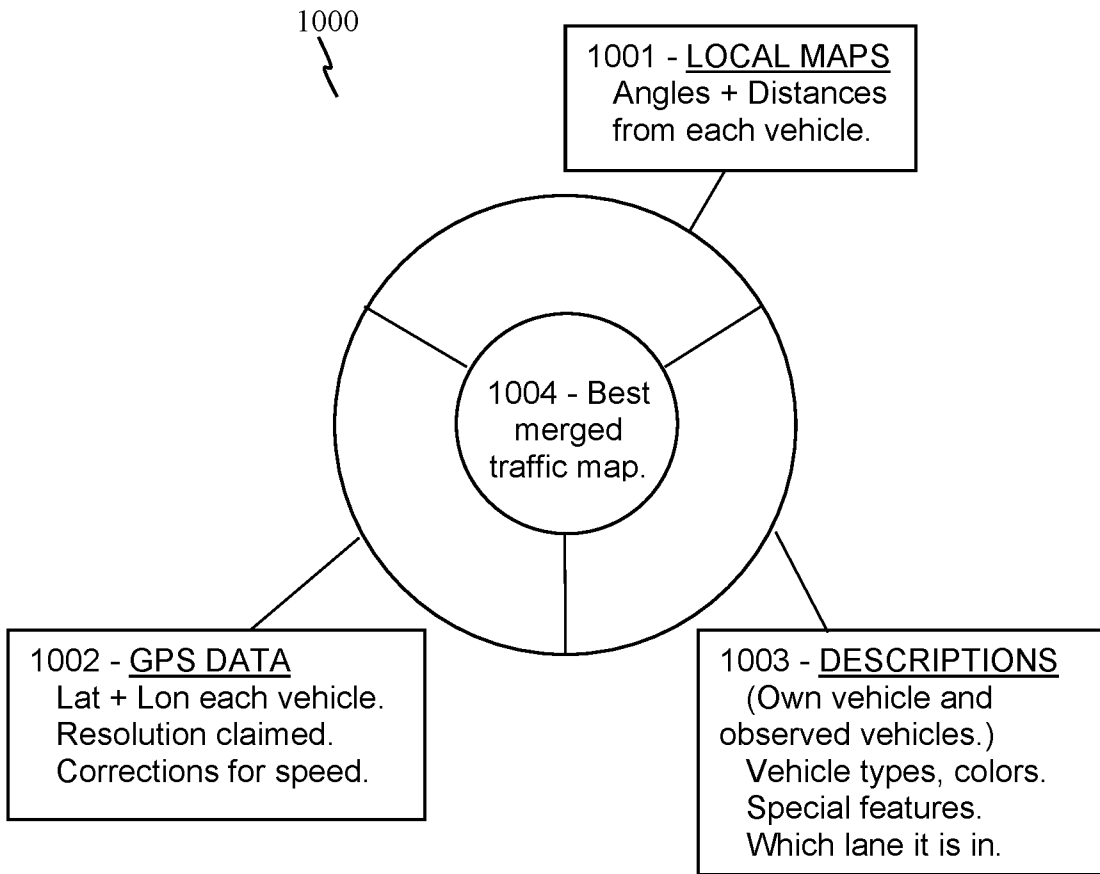 1000
1001 - LOCAL MAPS
Angles + Distances
from each vehicle.
1004 - Best
merged
traffic map.
1002 - GPS DATA
Lat + Lon each vehicle.
Resolution claimed.
Corrections for speed.
1003 - DESCRIPTIONS
(Own vehicle and
observed vehicles.)
Vehicle types, colors.
Special features.
Which lane it is in.